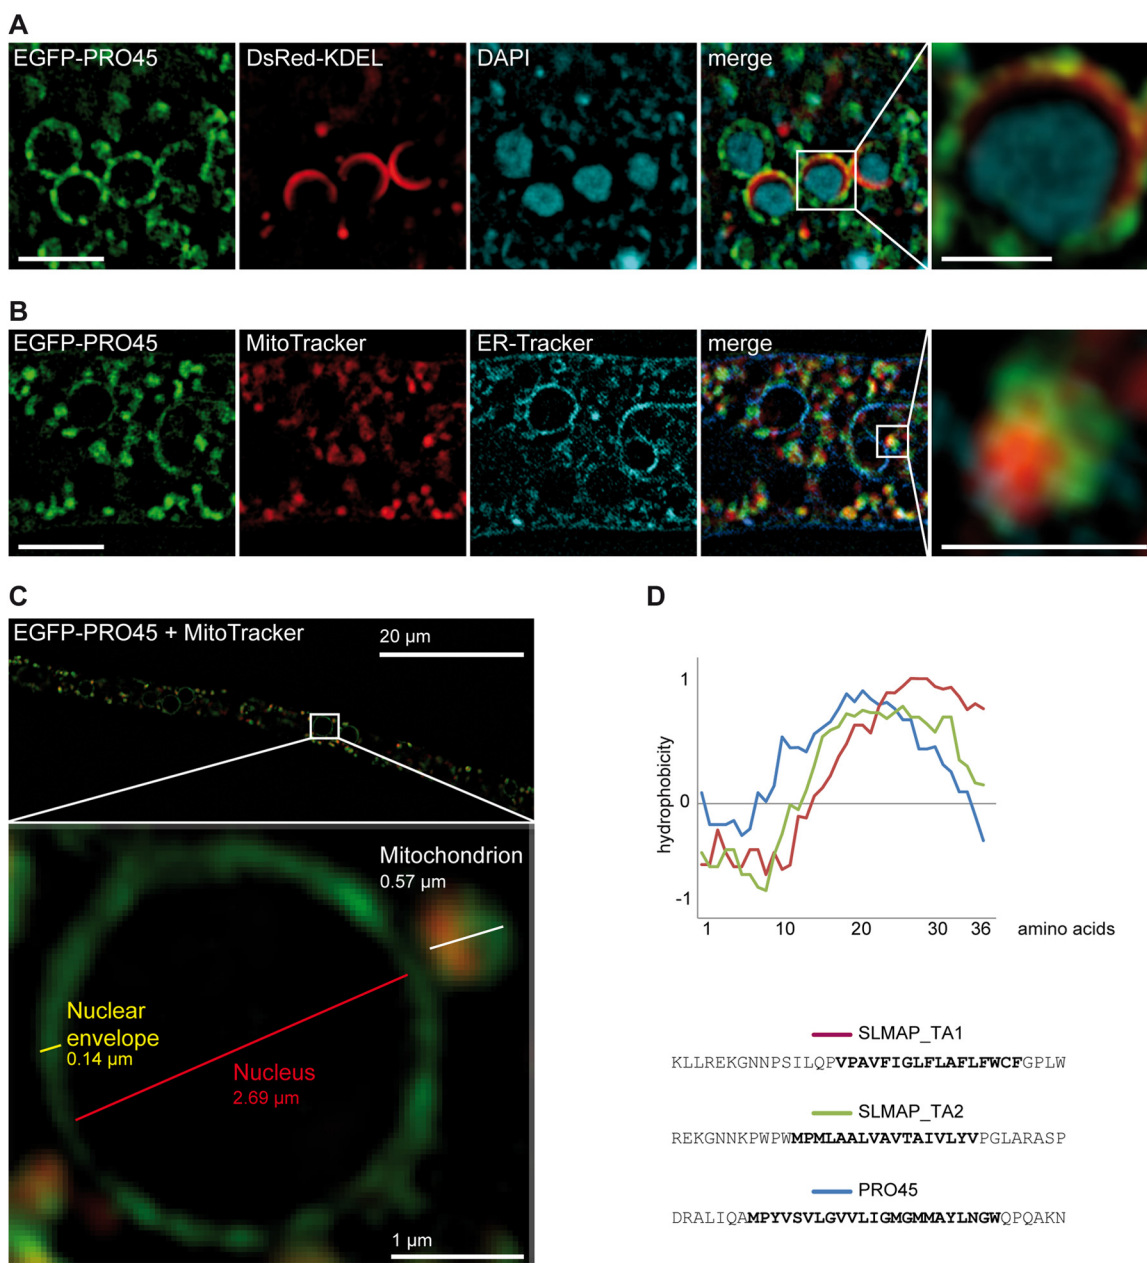 A
EGFP-PRO45
DsRed-KDEL
DAPI
merge
B
EGFP-PRO45
MitoTracker
ER-Tracker
merge
C
EGFP-PRO45 + MitoTracker
20 µm
Mitochondrion
0.57 µm
Nuclear
envelope
0.14 µm
Nucleus
2.69 µm
1 µm
D
1
0
-1
hydrophobicity
1 10 20 30 36 amino acids
SLMAP_TA1
KLLREKGNNPSILQPVPAVFIGLFLAFLFWCFGPLW
SLMAP_TA2
REKGNNKPWPWMPMLAALVAVTAIVLYVPGLARASP
PRO45
DRALIQAMPYVSVLGVVLIGMGMMAYLNGWQPQAKN